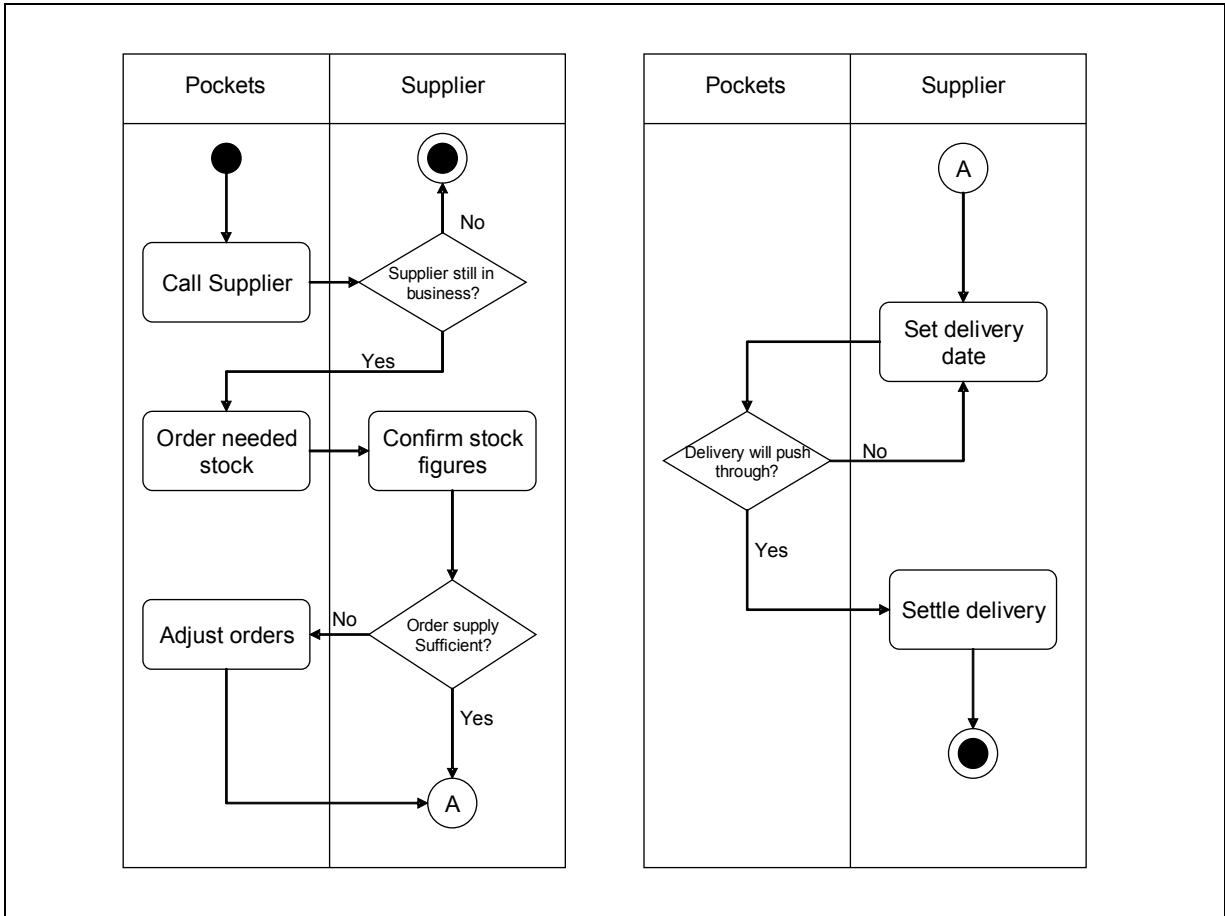 Pockets
Supplier
No
Call Supplier
Supplier still in
business?
Yes
Order needed
stock
Confirm stock
figures
Adjust orders
No
Order supply
Sufficient?
Yes
A
Pockets
Supplier
A
Set delivery
date
Delivery will push
through?
No
Yes
Settle delivery